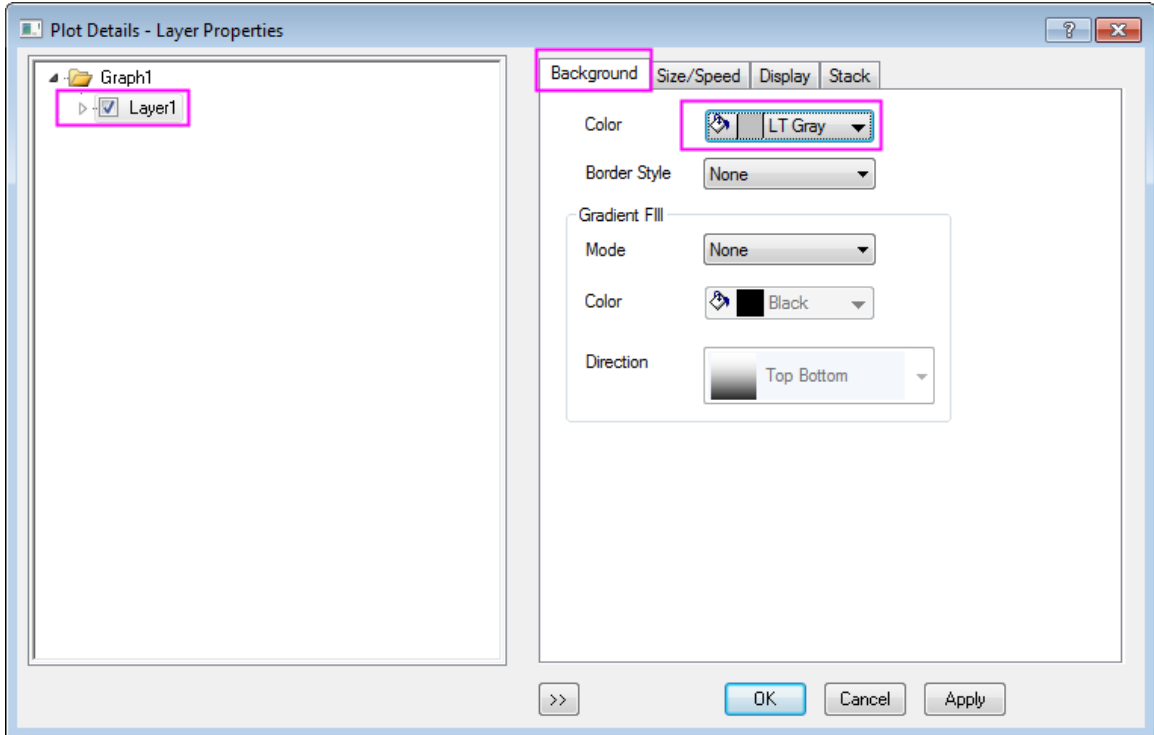 Plot Details - Layer Properties
?
Graph1
Layer1
Background Size/Speed Display Stack
Color LT Gray
Border Style None
Gradient FIll
Mode None
Color Black
Direction Top Bottom
>> OK Cancel Apply